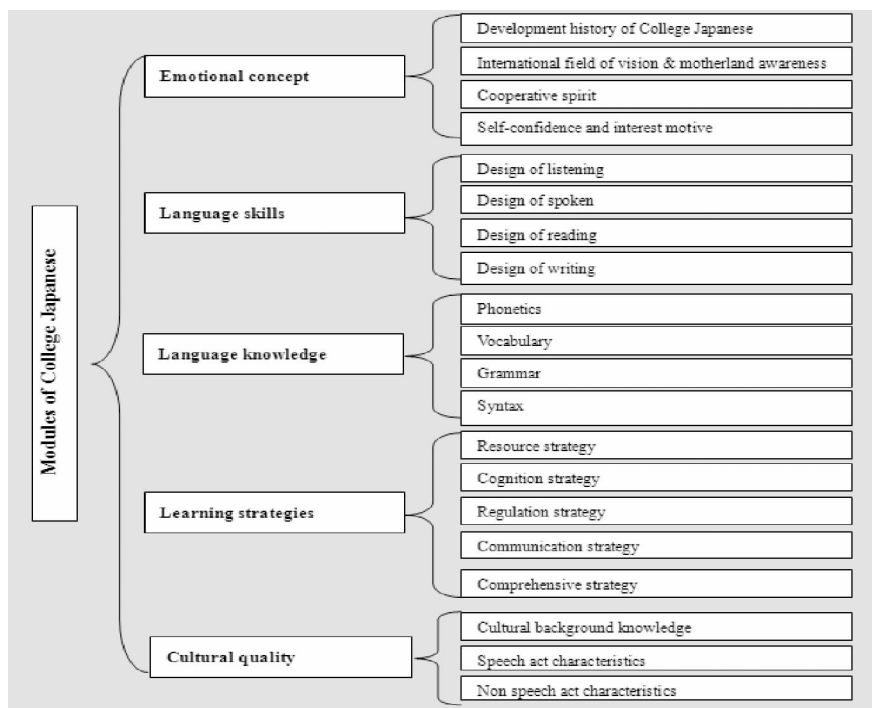 Modules of College Japanese
Emotional concept
Development history of College Japanese
International field of vision & motherland awareness
Cooperative spirit
Self-confidence and interest motive
Language skills
Design of listening
Design of spoken
Design of reading
Design of writing
Language knowledge
Phonetics
Vocabulary
Grammar
Syntax
Learning strategies
Resource strategy
Cognition strategy
Regulation strategy
Communication strategy
Comprehensive strategy
Cultural quality
Cultural background knowledge
Speech act characteristics
Non speech act characteristics